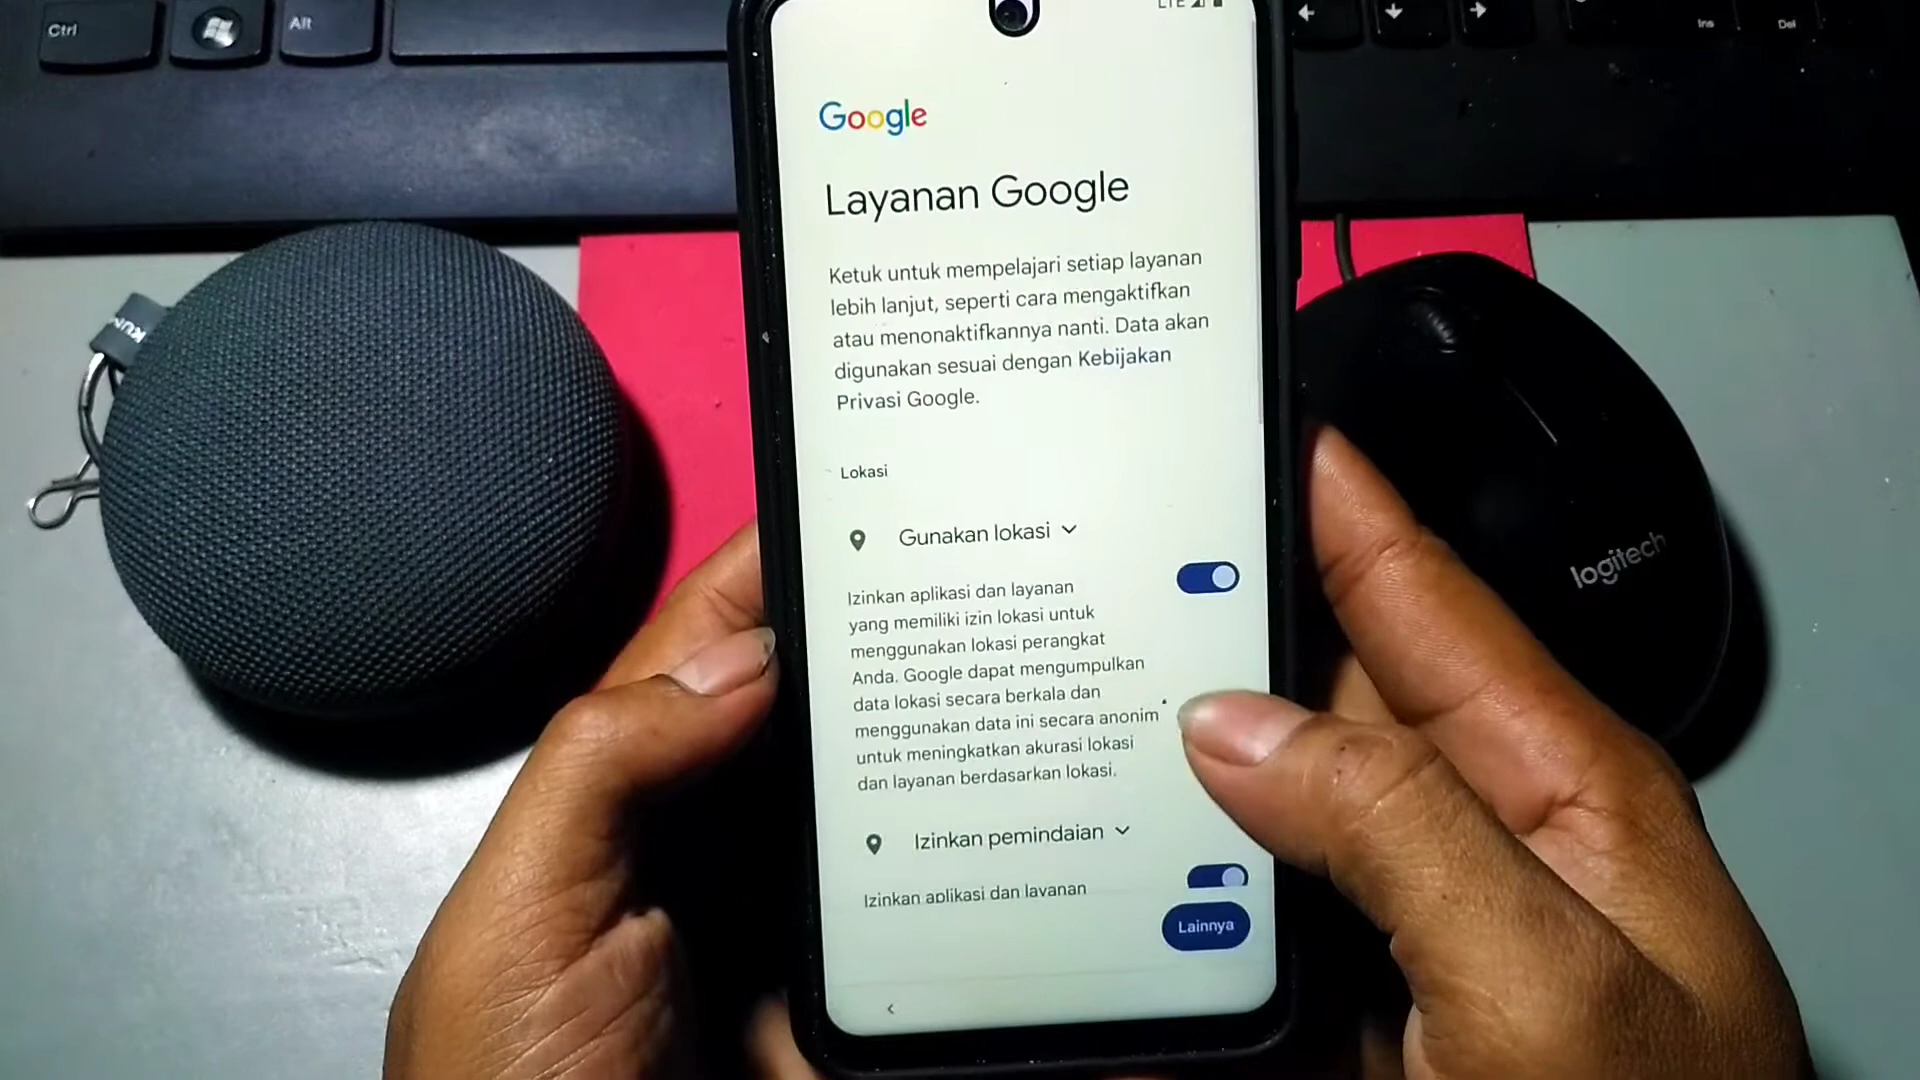 Ctrl
Alt
Ins
Del
LTE
Google
Layanan Google
Ketuk untuk mempelajari setiap layanan
lebih lanjut, seperti cara mengaktifkan
atau menonaktifkannya nanti. Data akan
digunakan sesuai dengan Kebijakan
Privasi Google.
Lokasi
Gunakan lokasi
Izinkan aplikasi dan layanan
yang memiliki izin lokasi untuk
menggunakan lokasi perangkat
Anda. Google dapat mengumpulkan
data lokasi secara berkala dan
menggunakan data ini secara anonim
untuk meningkatkan akurasi lokasi
dan layanan berdasarkan lokasi.
Izinkan pemindaian
Izinkan aplikasi dan layanan
Lainnya
logitech